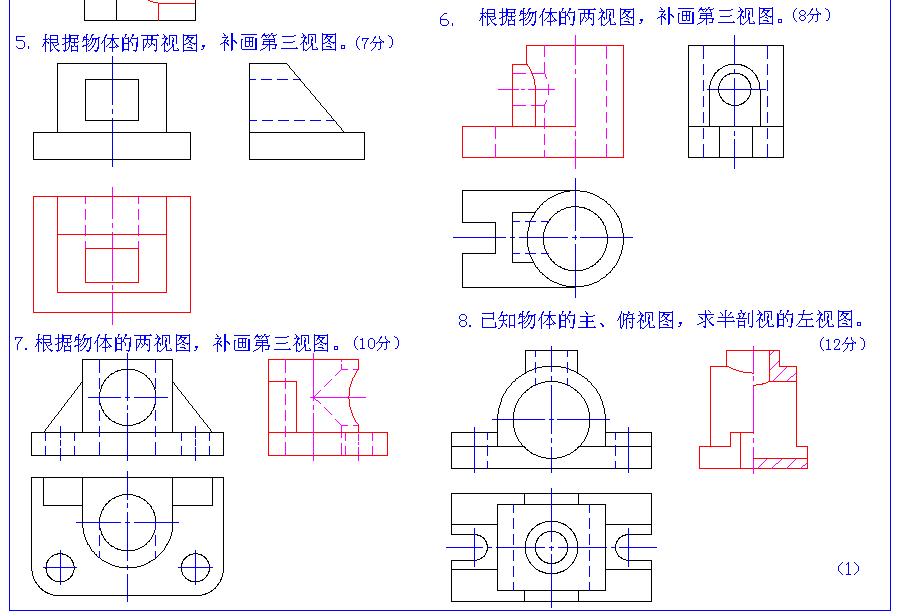 5. 根据物体的两视图，补画第三视图。(7分)
6. 根据物体的两视图，补画第三视图。(8分)
7. 根据物体的两视图，补画第三视图。(10分)
8. 已知物体的主、俯视图，求半剖视的左视图。
(12分)
(1)